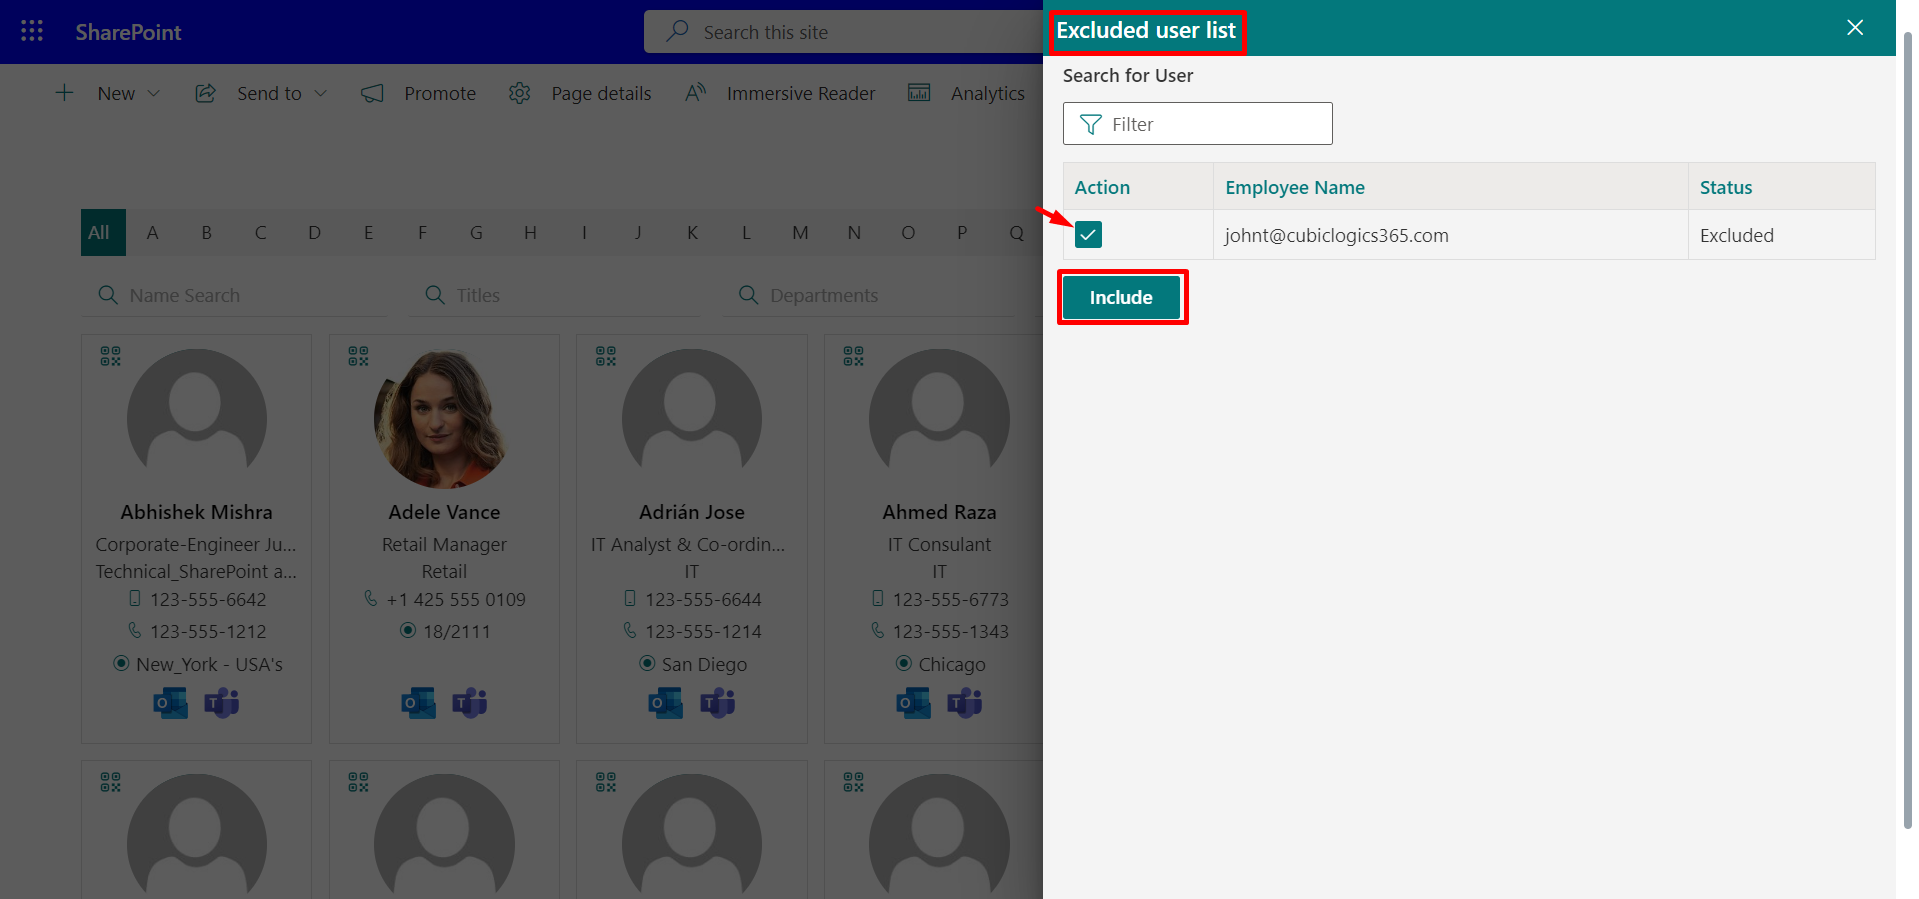 SharePoint
Search this site
New
Send to
Promote
Page details
Immersive Reader
Analytics
All A B C D E F G H I J K L M N O P Q
Name Search
Titles
Departments
Abhishek Mishra
Corporate-Engineer Ju...
Technical_SharePoint a...
123-555-6642
123-555-1212
New_York - USA's
Adele Vance
Retail Manager
Retail
+1 425 555 0109
18/2111
Adrián Jose
IT Analyst & Co-ordin...
IT
123-555-6644
123-555-1214
San Diego
Ahmed Raza
IT Consulant
IT
123-555-6773
123-555-1343
Chicago
Excluded user list
Search for User
Filter
Action Employee Name Status
johnt@cubiclogics365.com Excluded
Include